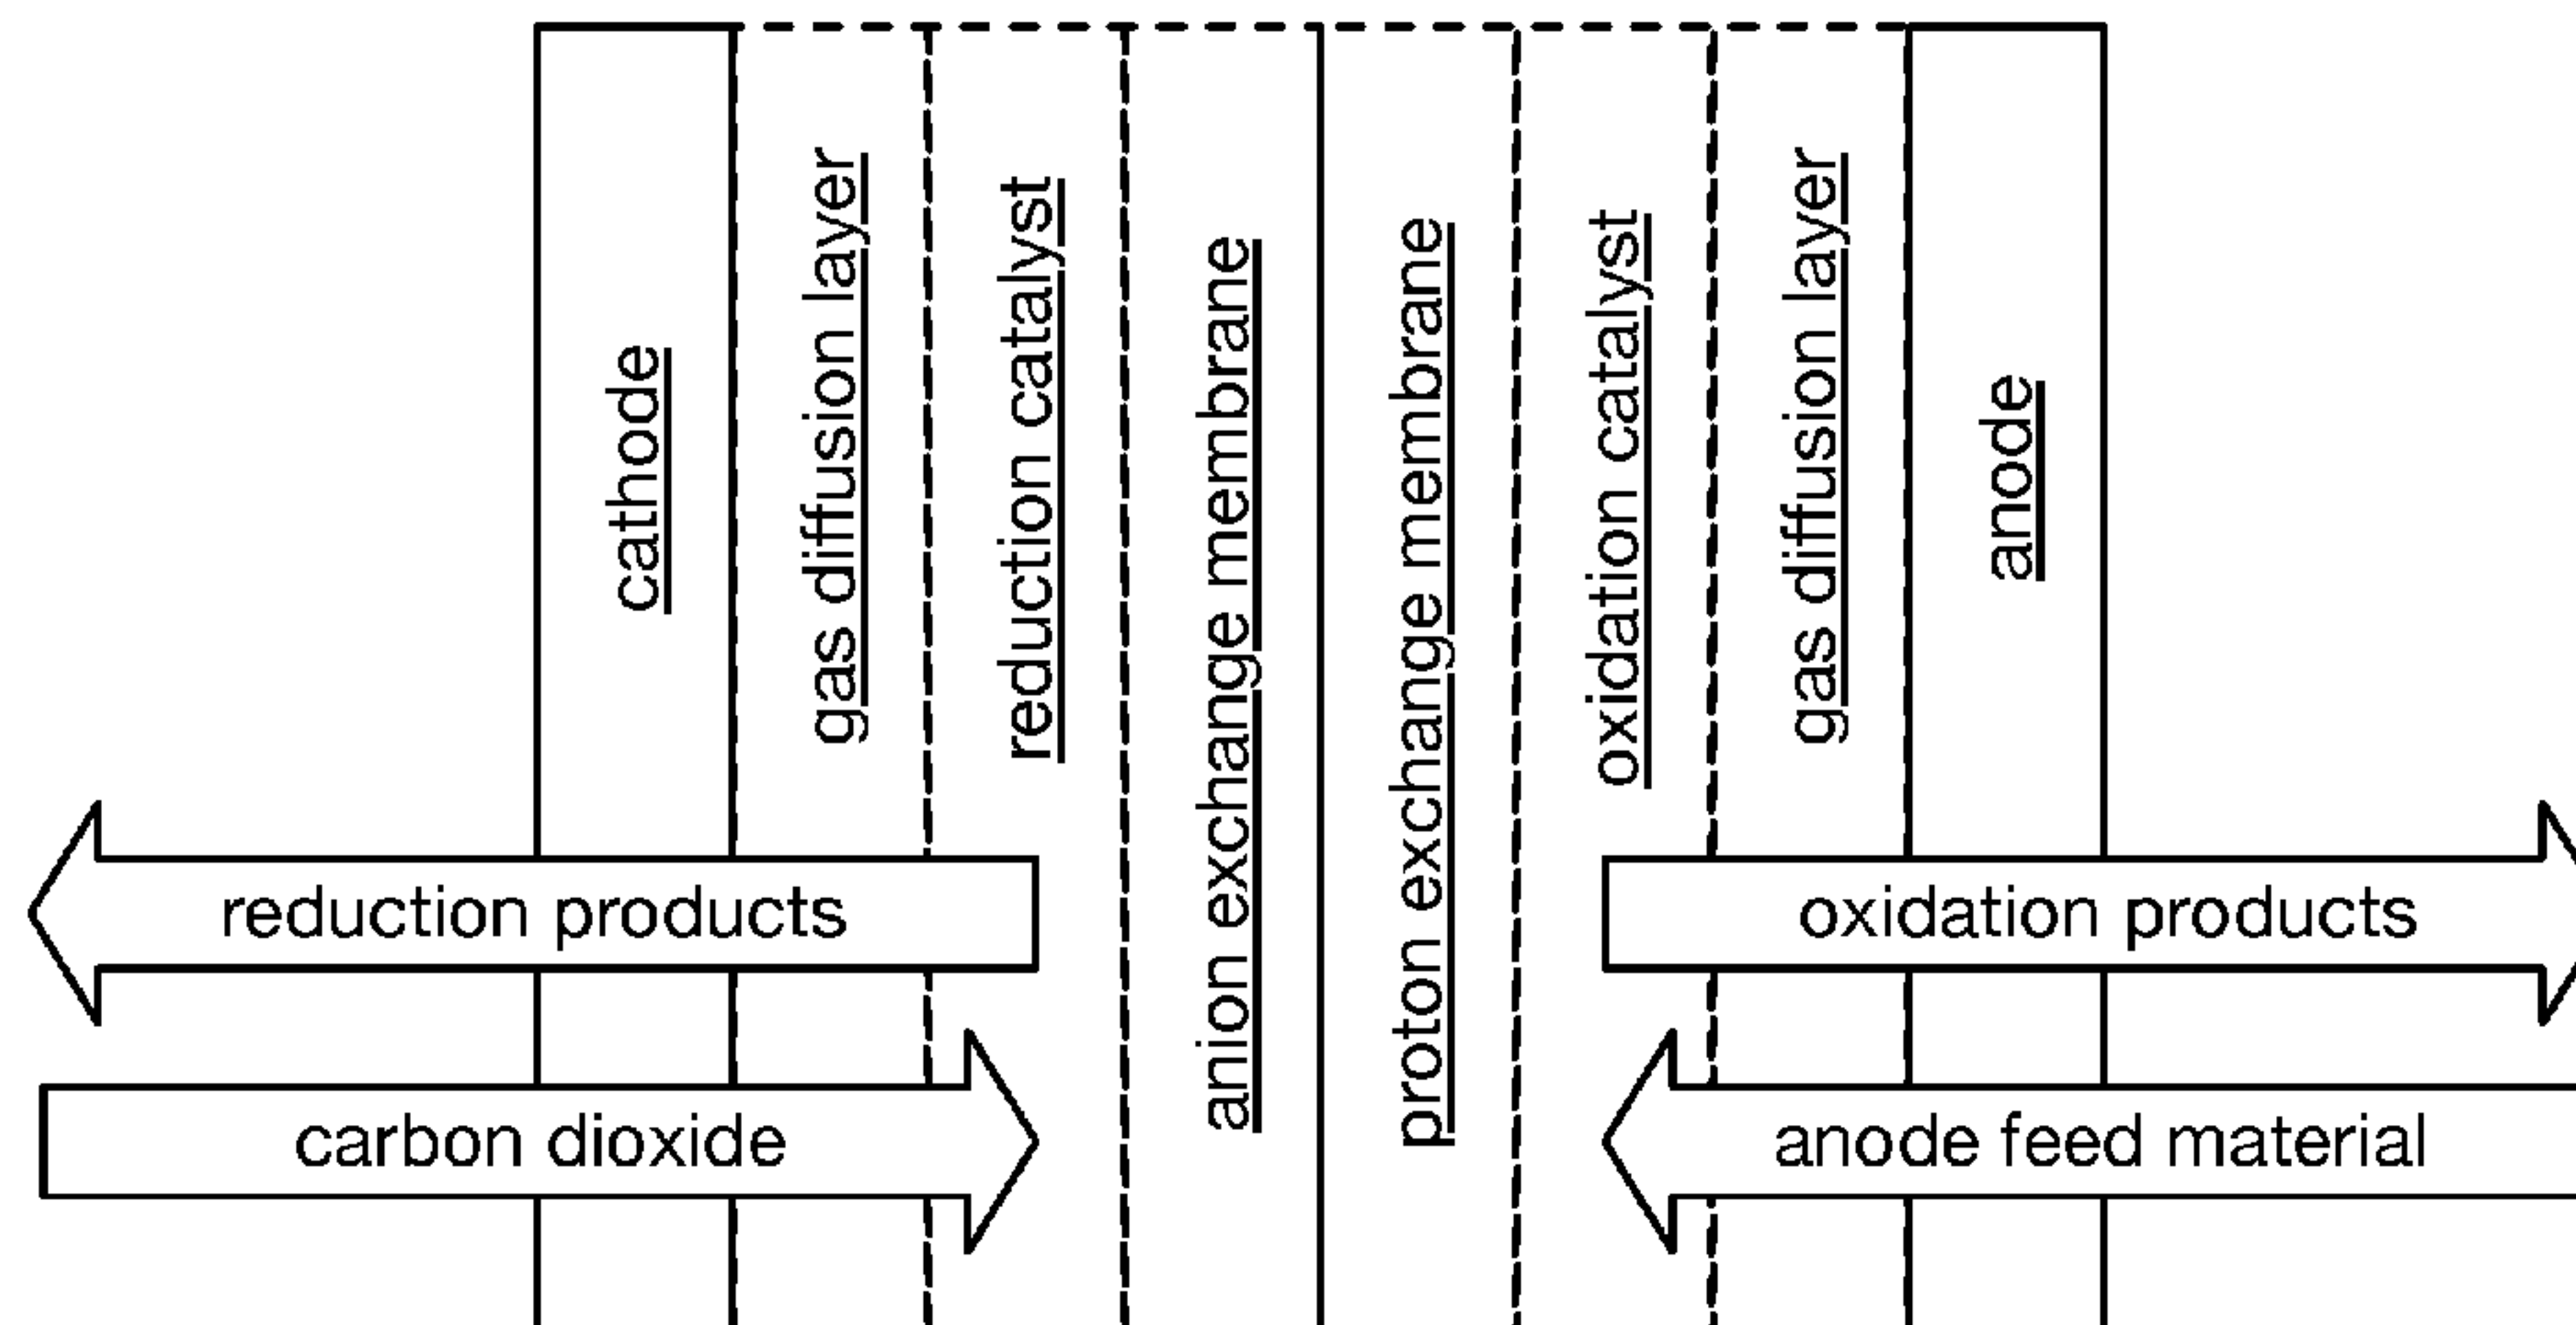 cathode
gas diffusion layer
reduction catalyst
anion exchange membrane
proton exchange membrane
oxidation catalyst
gas diffusion layer
anode
reduction products
oxidation products
carbon dioxide
anode feed material